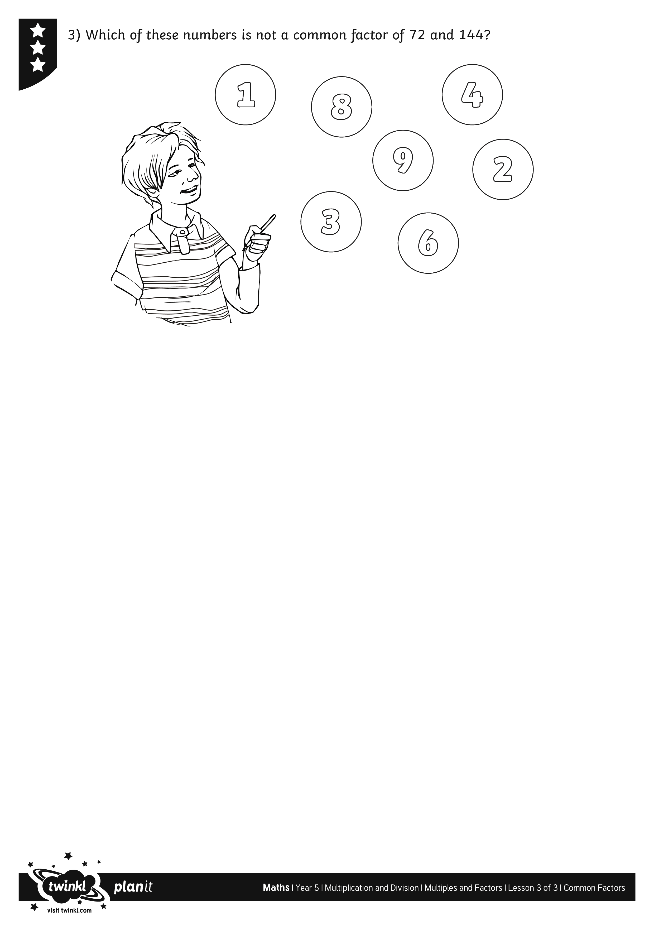 3) Which of these numbers is not a common factor of 72 and 144?
1
8
4
9
2
3
6
twinkl planit
visit twinkl.com
Maths | Year 5 | Multiplication and Division | Multiples and Factors | Lesson 3 of 3 | Common Factors